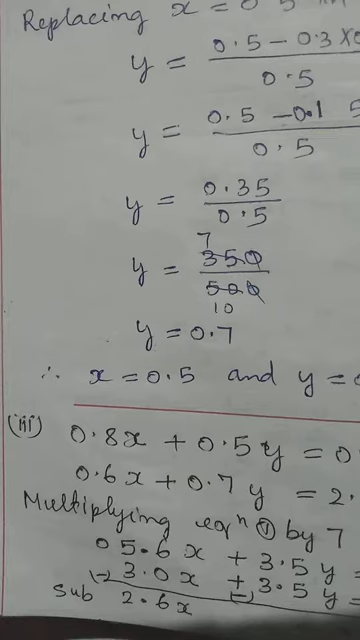 Replacing x = 0.5
y = 0.5 - 0.3 x 0
0.5
y = 0.5 - 0.1 5
0.5
y = 0.35
0.5
7
y = 350
500
10
y = 0.7
∴ x = 0.5 and y =
(iii) 0.8x + 0.5y = 0
0.6x + 0.7y = 2.
Multiplying eqⁿ ① by 7
05.6x + 3.5y =
(-) 3.0x + 3.5y =
(-)
Sub 2.6x